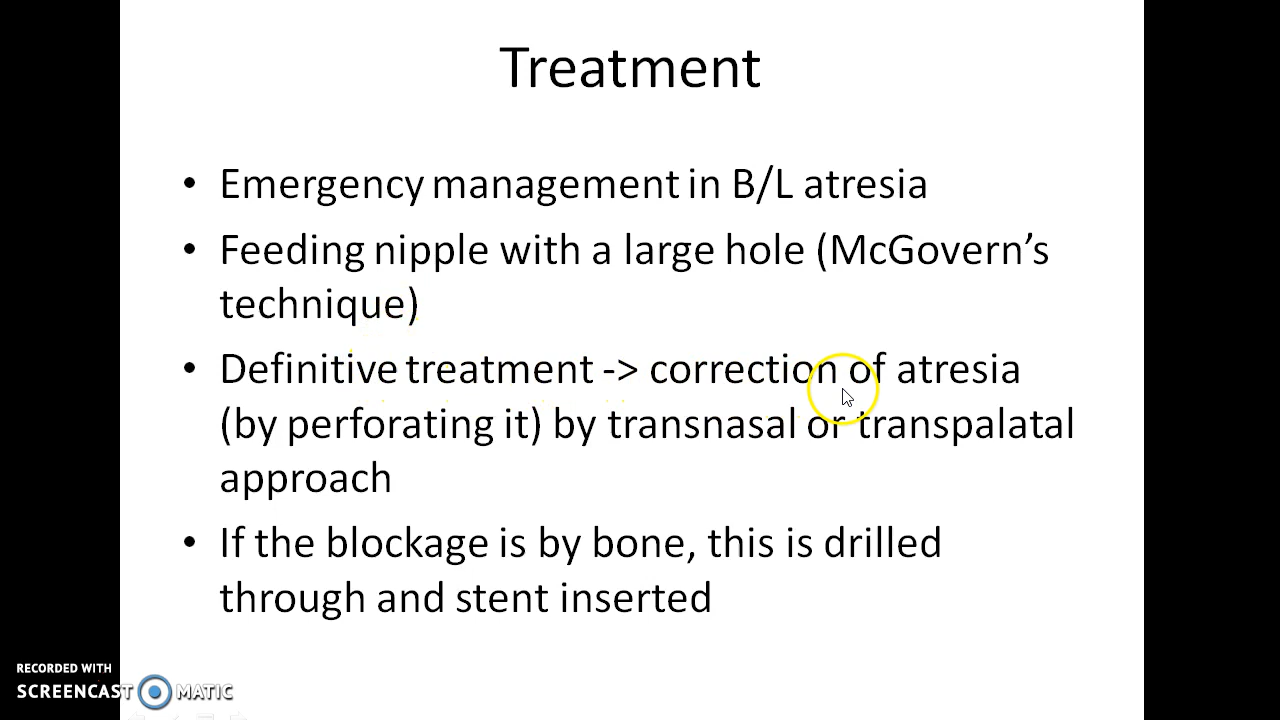 Treatment
• Emergency management in B/L atresia
• Feeding nipple with a large hole (McGovern’s
technique)
• Definitive treatment -> correction of atresia
(by perforating it) by transnasal or transpalatal
approach
• If the blockage is by bone, this is drilled
through and stent inserted
RECORDED WITH
SCREENCAST MATIC